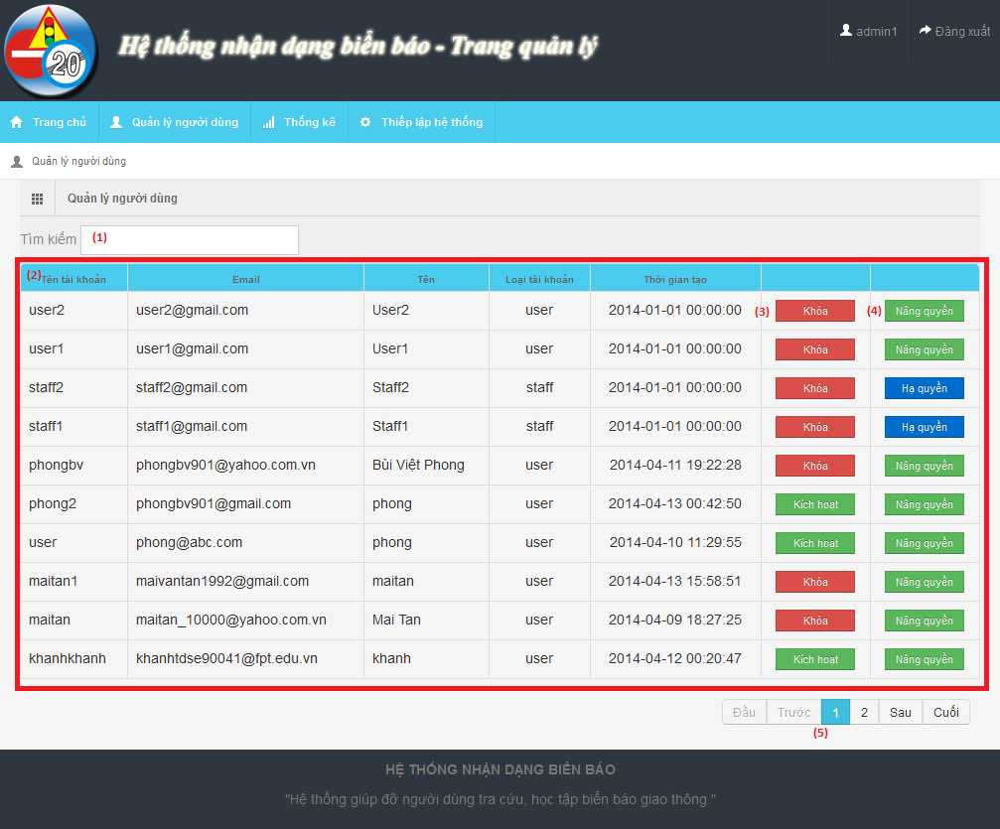 20
Hệ thống nhận dạng biển báo - Trang quản lý
admin1 Đăng xuất
Trang chủ Quản lý người dùng Thống kê Thiếp lập hệ thống
Quản lý người dùng
Quản lý người dùng
Tìm kiếm (1)
(2) Tên tài khoản Email Tên Loại tài khoản Thời gian tạo
user2 user2@gmail.com User2 user 2014-01-01 00:00:00 (3) Khóa (4) Nâng quyền
user1 user1@gmail.com User1 user 2014-01-01 00:00:00 Khóa Nâng quyền
staff2 staff2@gmail.com Staff2 staff 2014-01-01 00:00:00 Khóa Hạ quyền
staff1 staff1@gmail.com Staff1 staff 2014-01-01 00:00:00 Khóa Hạ quyền
phongbv phongbv901@yahoo.com.vn Bùi Việt Phong user 2014-04-11 19:22:28 Khóa Nâng quyền
phong2 phongbv901@gmail.com phong user 2014-04-13 00:42:50 Kích hoạt Nâng quyền
user phong@abc.com phong user 2014-04-10 11:29:55 Kích hoạt Nâng quyền
maitan1 maivantan1992@gmail.com maitan user 2014-04-13 15:58:51 Khóa Nâng quyền
maitan maitan_10000@yahoo.com.vn Mai Tan user 2014-04-09 18:27:25 Khóa Nâng quyền
khanhkhanh khanhtdse90041@fpt.edu.vn khanh user 2014-04-12 00:20:47 Kích hoạt Nâng quyền
Đầu Trước 1 2 Sau Cuối
(5)
HỆ THỐNG NHẬN DẠNG BIỂN BÁO
"Hệ thống giúp đỡ người dùng tra cứu, học tập biển báo giao thông."